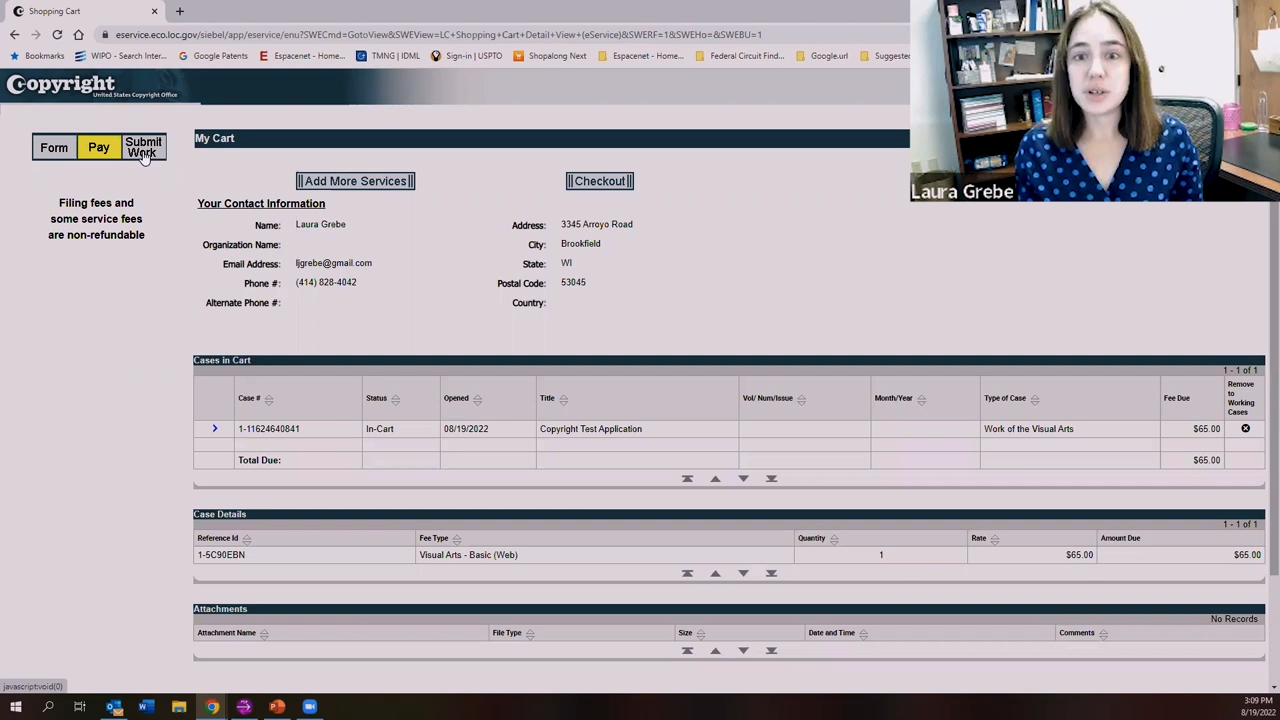 Shopping Cart
eservice.eco.loc.gov/siebel/app/eservice/
SWECmd=GotoView&SWEView=LC+Shopping+Cart+Detail+View+(eService)&SWERF=1&SWEHo=&SWEBU=1
Bookmarks WIPO - Search Inter... Google Patents Espacenet - Home... TMNG | IDML Sign-in | USPTO Shopalong Next Espacenet - Home... Federal Circuit Find... Google.url Suggested
Copyright
United States Copyright Office
Form Pay Submit Work
My Cart
Filing fees and
some service fees
are non-refundable
||Add More Services|| ||Checkout||
Your Contact Information
Name: Laura Grebe Address: 3345 Arroyo Road
Organization Name: City: Brookfield
Email Address: ljgrebe@gmail.com State: WI
Phone #: (414) 828-4042 Postal Code: 53045
Alternate Phone #: Country:
Laura Grebe
Cases in Cart
1 - 1 of 1
Case # Status Opened Title Vol/ Num/Issue Month/Year Type of Case Fee Due Remove to Working Cases
1-11624640841 In-Cart 08/19/2022 Copyright Test Application Work of the Visual Arts $65.00
Total Due: $65.00
Case Details
1 - 1 of 1
Reference Id Fee Type Quantity Rate Amount Due
1-5C90EBN Visual Arts - Basic (Web) 1 $65.00 $65.00
Attachments
No Records
Attachment Name File Type Size Date and Time Comments
javascript:void(0)
3:09 PM
8/19/2022